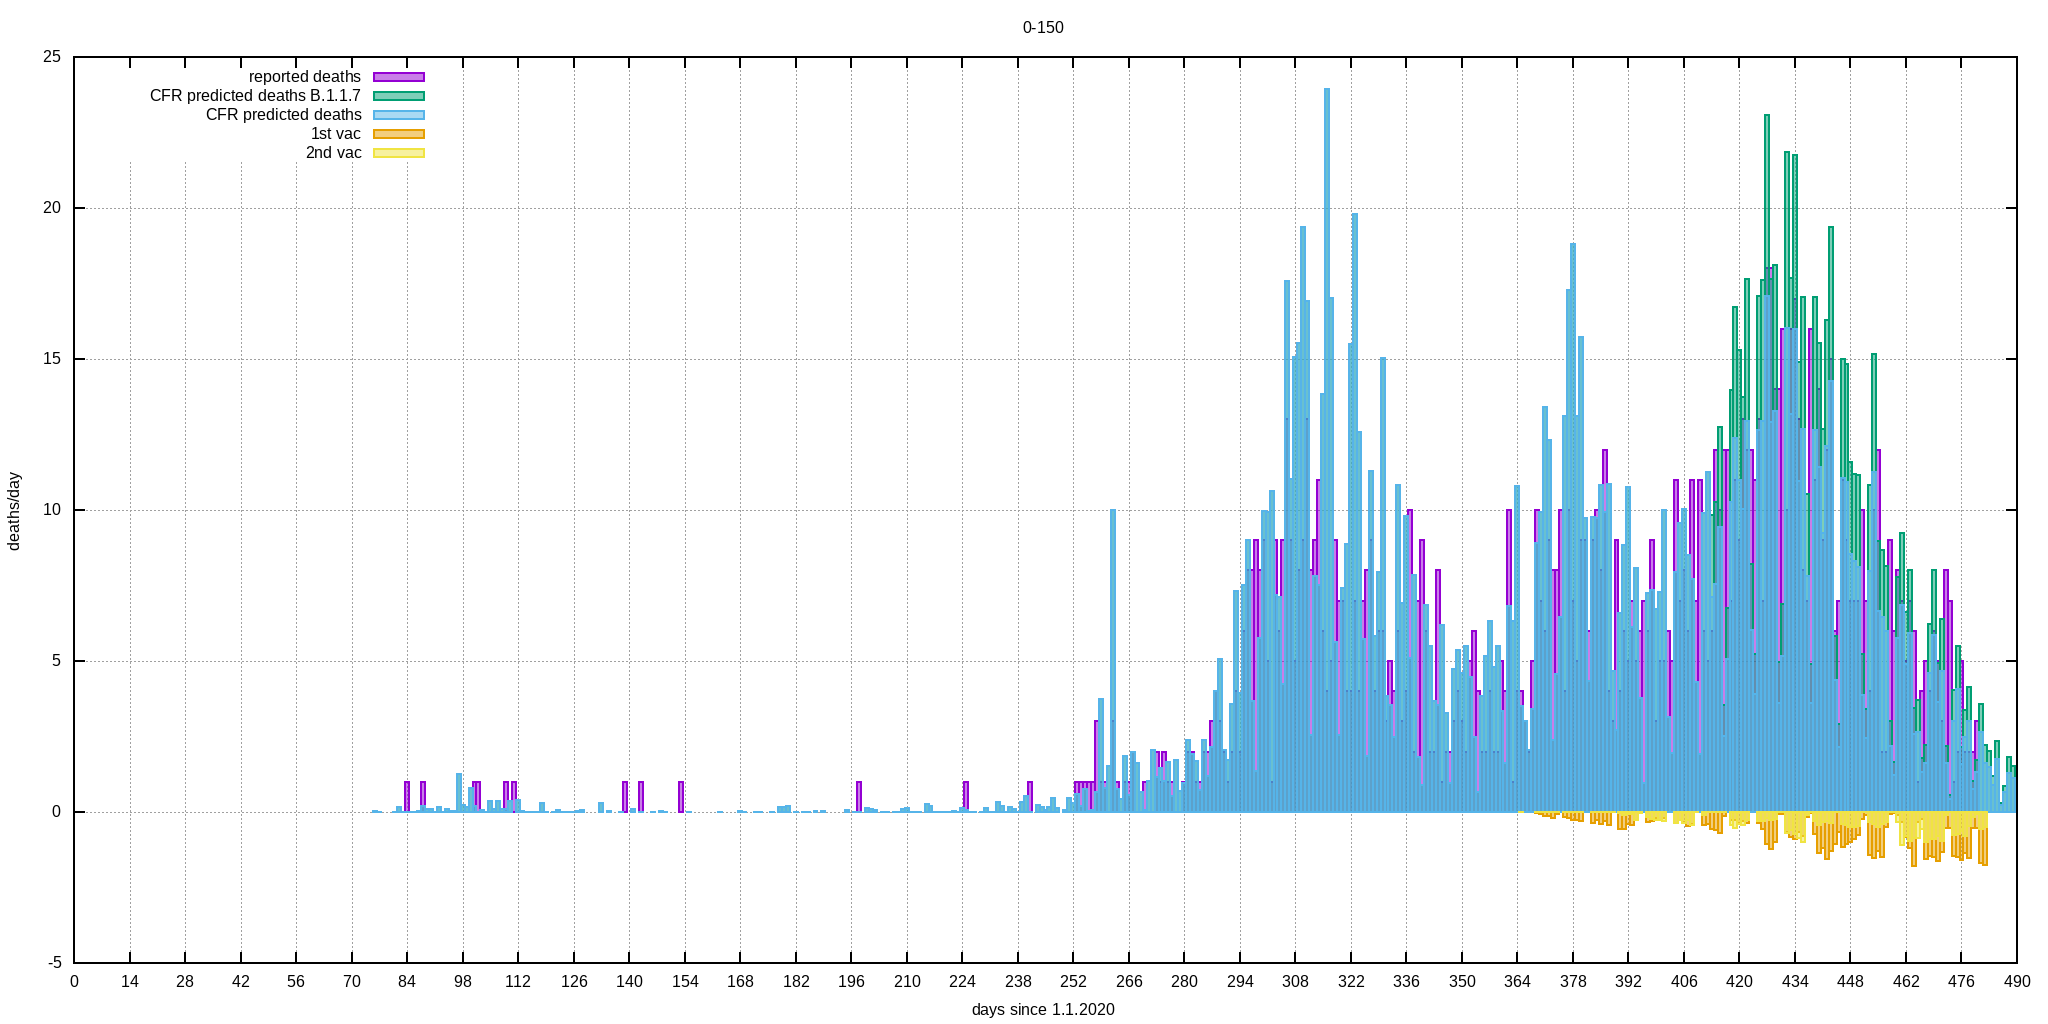 0-150
25
reported deaths
CFR predicted deaths B.1.1.7
CFR predicted deaths
1st vac
2nd vac
20
15
10
deaths/day
5
0
-5
0 14 28 42 56 70 84 98 112 126 140 154 168 182 196 210 224 238 252 266 280 294 308 322 336 350 364 378 392 406 420 434 448 462 476 490
days since 1.1.2020